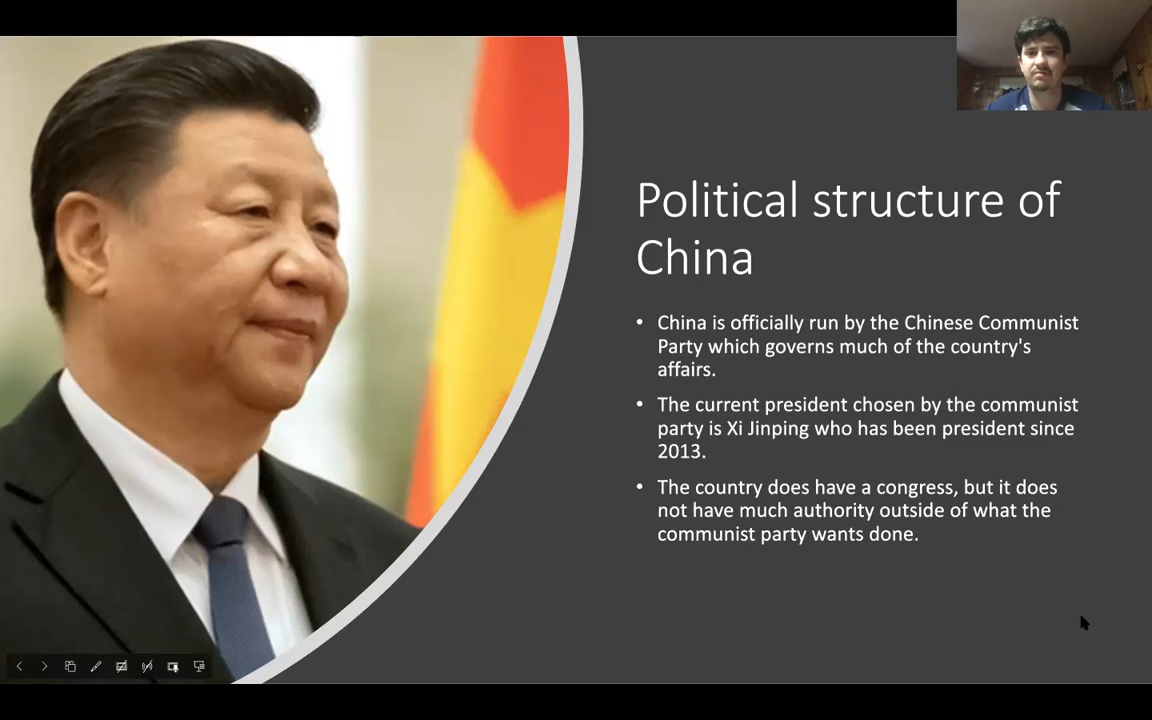 Political structure of
China
• China is officially run by the Chinese Communist
Party which governs much of the country's
affairs.
• The current president chosen by the communist
party is Xi Jinping who has been president since
2013.
• The country does have a congress, but it does
not have much authority outside of what the
communist party wants done.